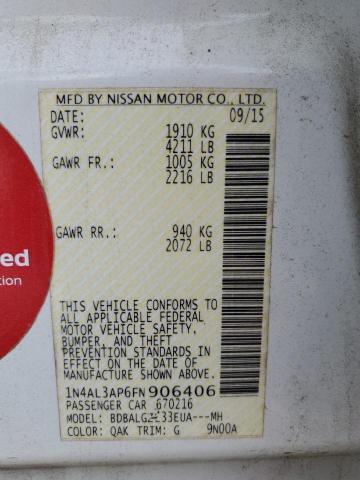 MFD BY NISSAN MOTOR CO., LTD.
DATE: 09/15
GVWR: 1910 KG
4211 LB
GAWR FR.: 1005 KG
2216 LB
GAWR RR.: 940 KG
2072 LB
ed
tion
THIS VEHICLE CONFORMS TO
ALL APPLICABLE FEDERAL
MOTOR VEHICLE SAFETY,
BUMPER, AND THEFT
PREVENTION STANDARDS IN
EFFECT ON THE DATE OF
MANUFACTURE SHOWN ABOVE.
1N4AL3AP6FN906406
PASSENGER CAR 670216
MODEL:
COLOR: QAK TRIM: G 9N00A